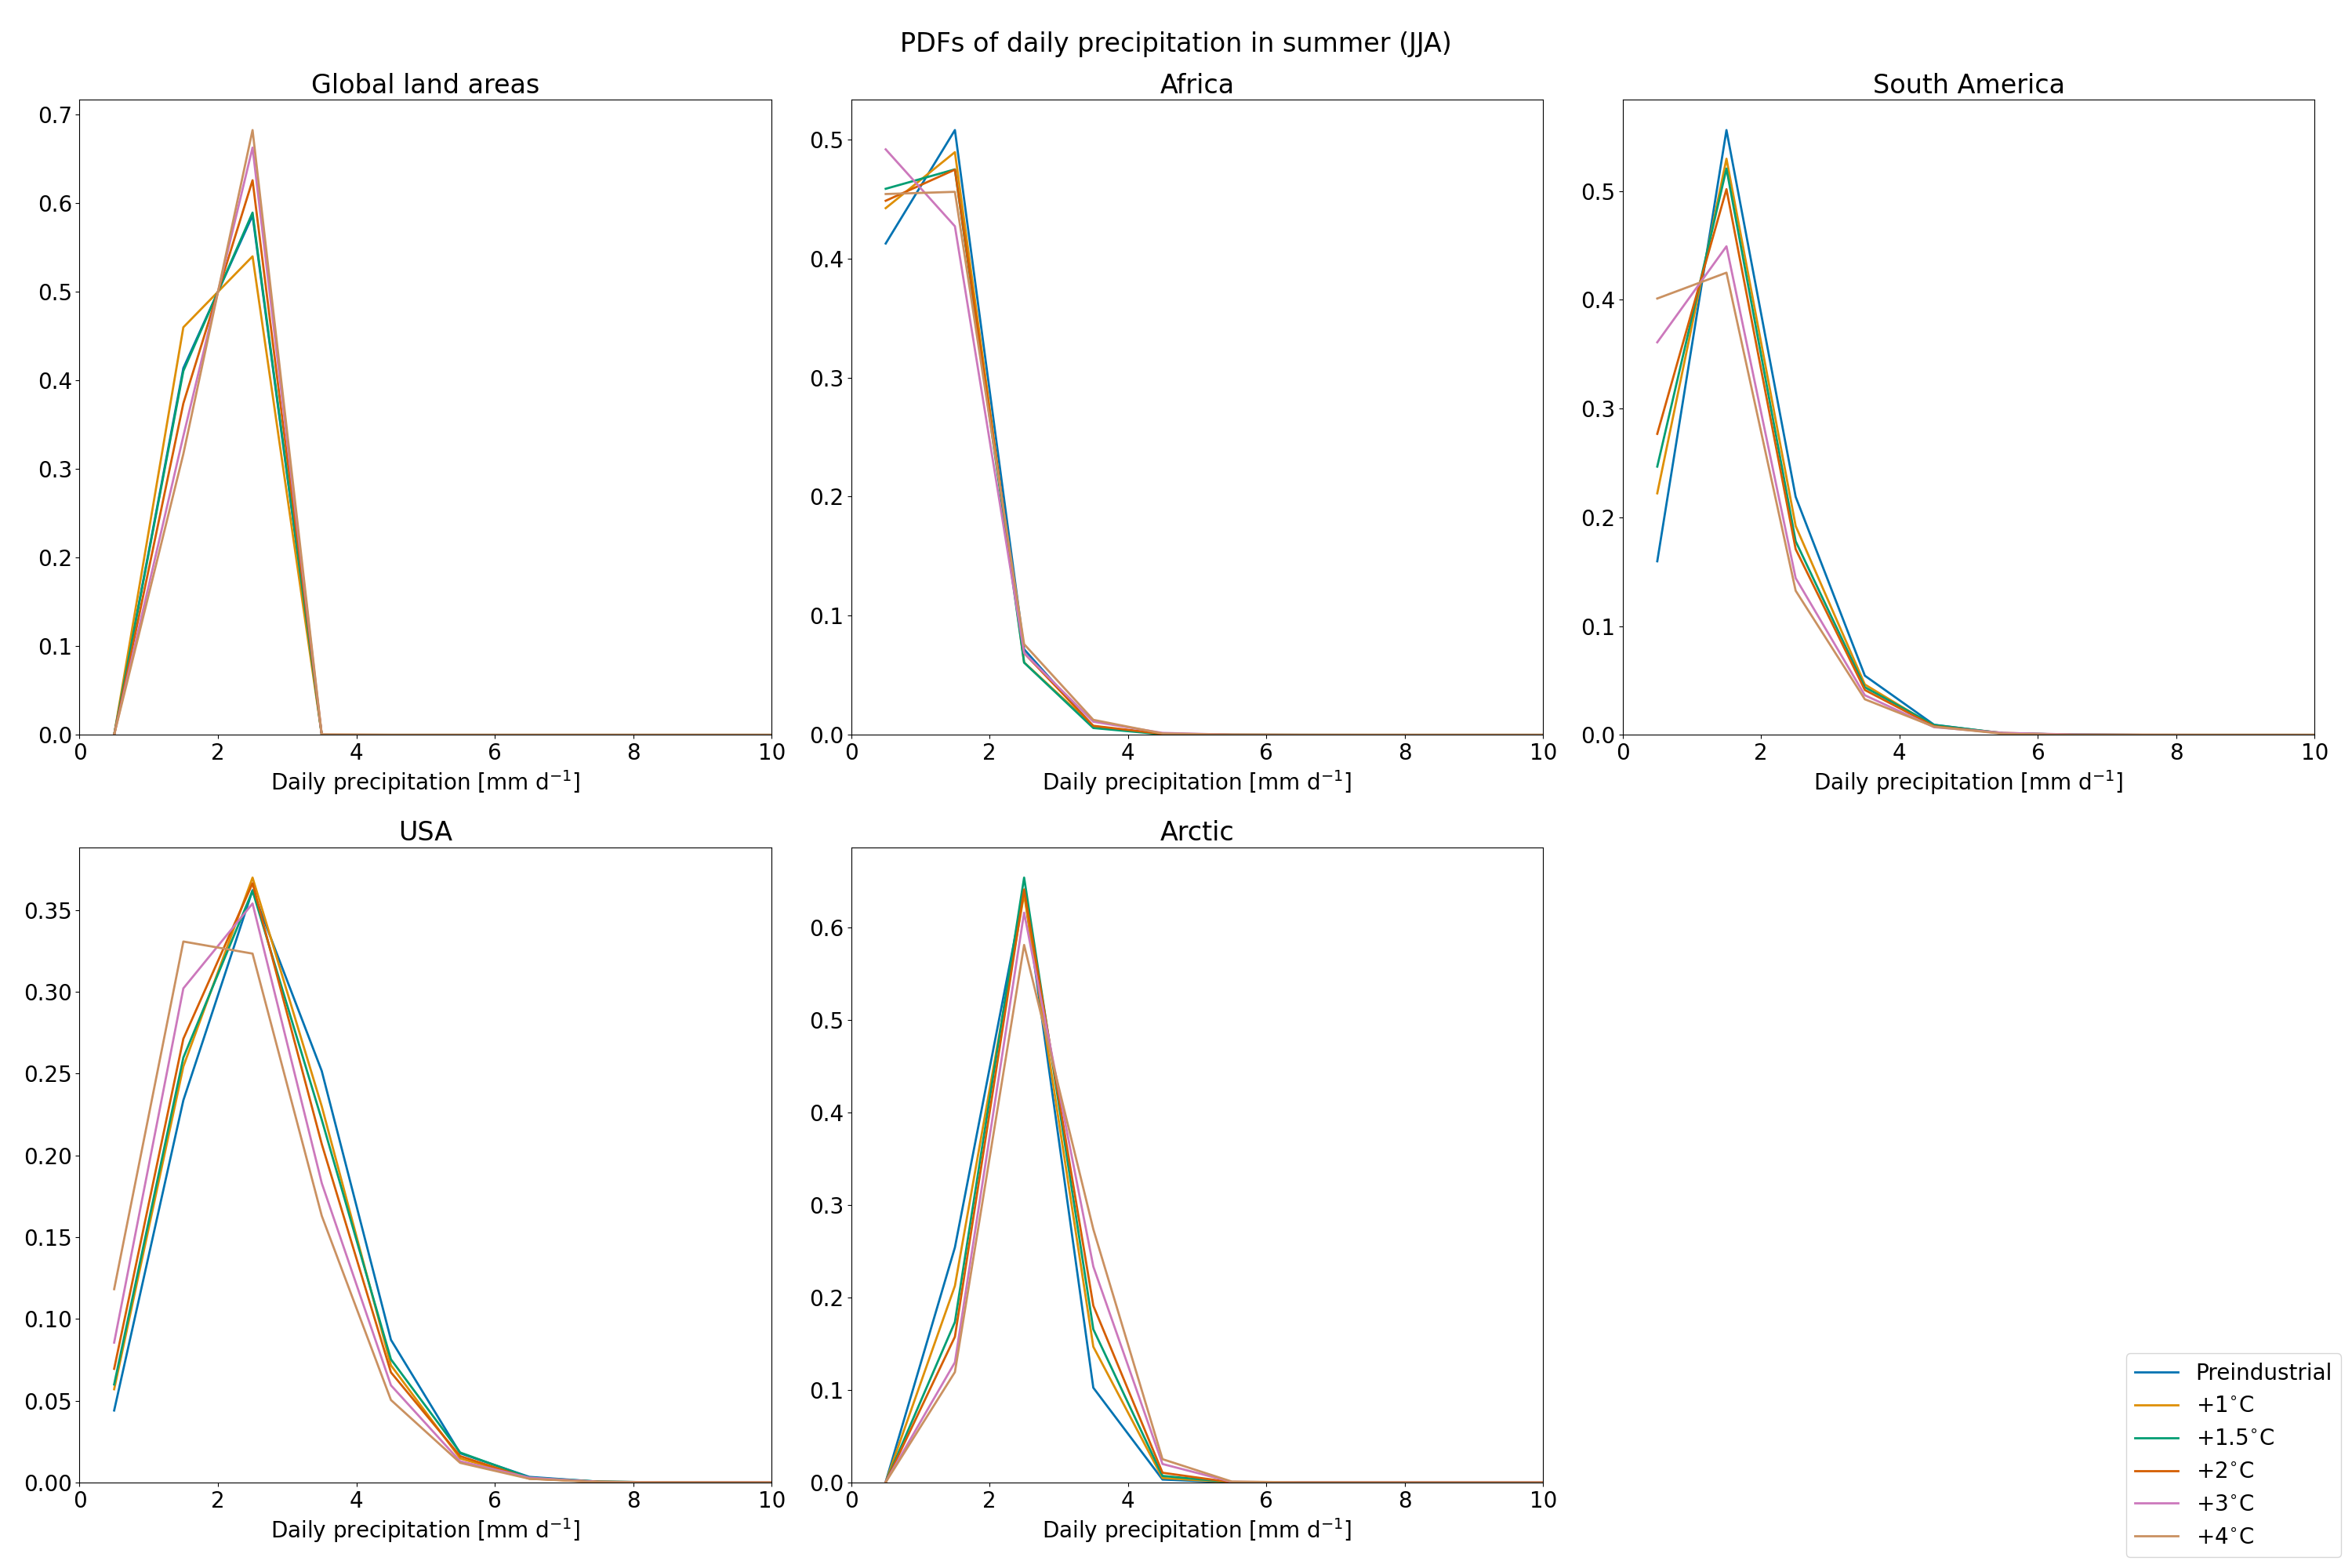 PDFs of daily precipitation in summer (JJA)
Global land areas
0.7
0.6
0.5
0.4
0.3
0.2
0.1
0.0
0 2 4 6 8 10
Daily precipitation [mm d⁻¹]
Africa
0.5
0.4
0.3
0.2
0.1
0.0
0 2 4 6 8 10
Daily precipitation [mm d⁻¹]
South America
0.5
0.4
0.3
0.2
0.1
0.0
0 2 4 6 8 10
Daily precipitation [mm d⁻¹]
USA
0.35
0.30
0.25
0.20
0.15
0.10
0.05
0.00
0 2 4 6 8 10
Daily precipitation [mm d⁻¹]
Arctic
0.6
0.5
0.4
0.3
0.2
0.1
0.0
0 2 4 6 8 10
Daily precipitation [mm d⁻¹]
Preindustrial
+1°C
+1.5°C
+2°C
+3°C
+4°C